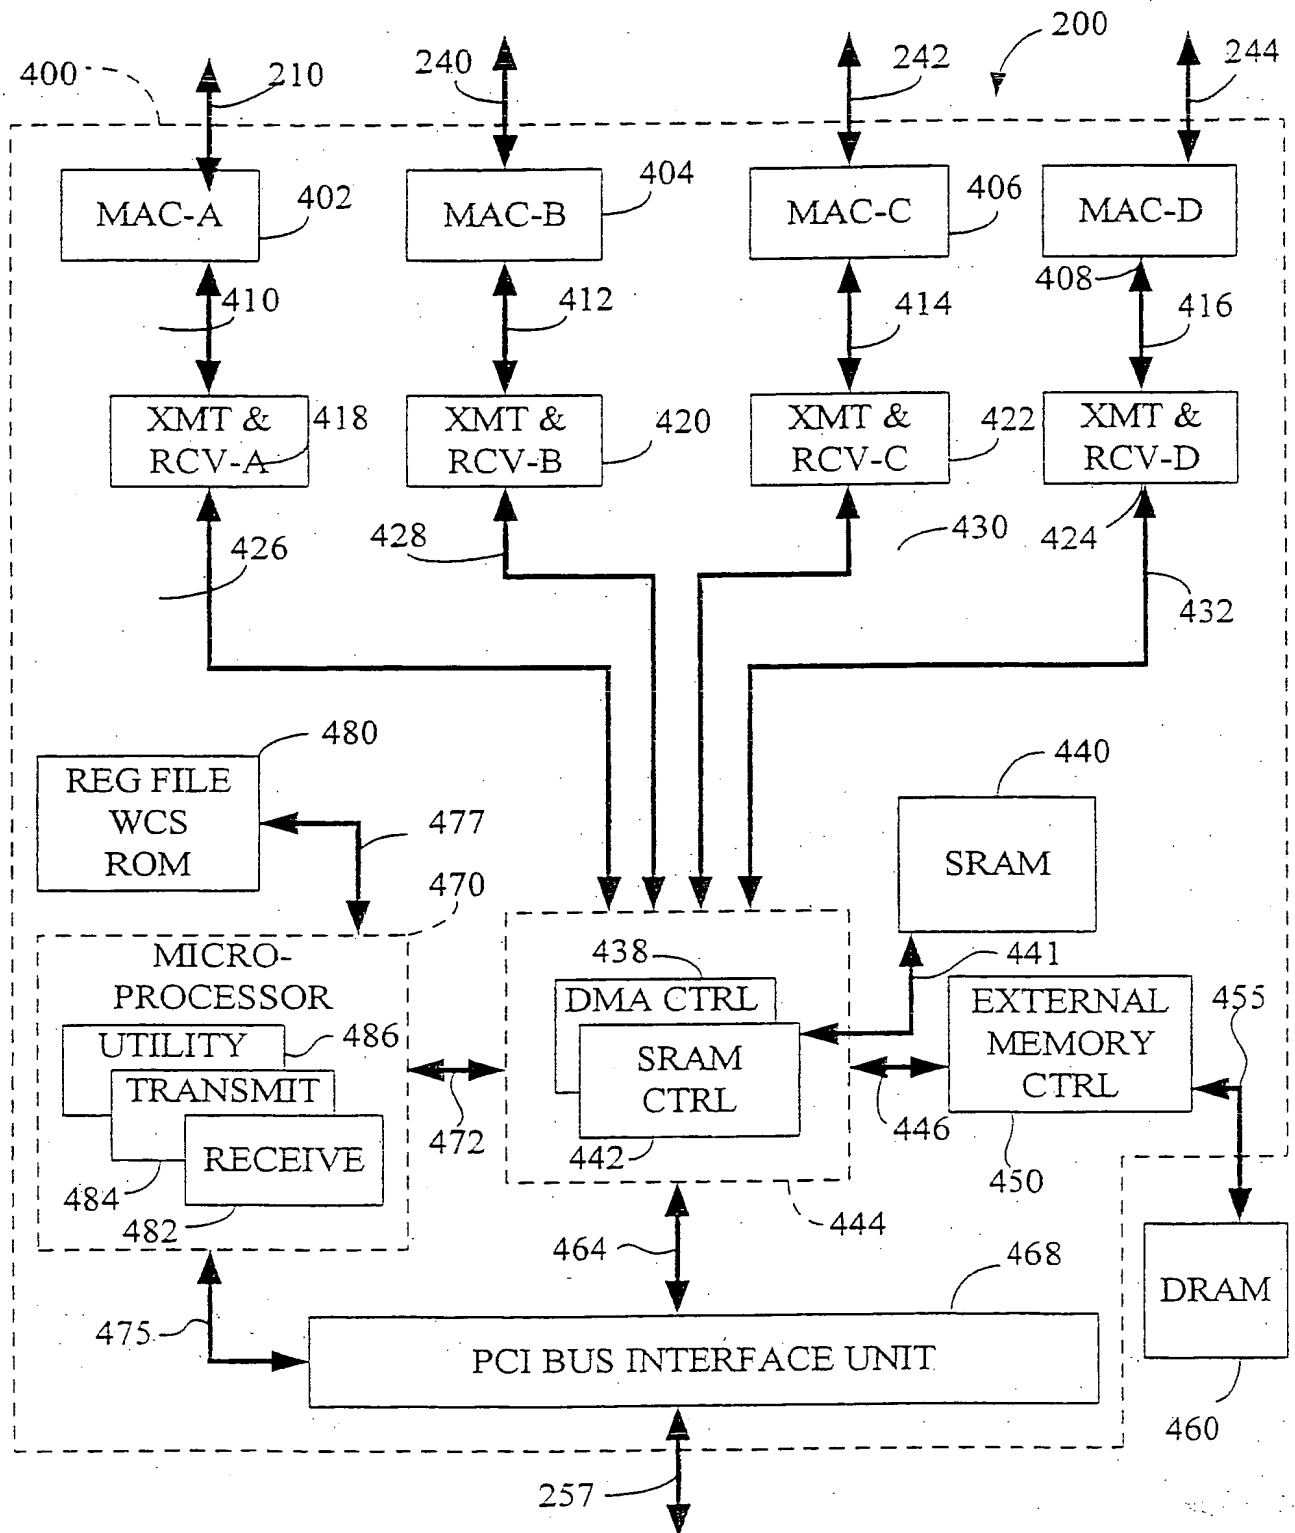 200
400
210
240
242
244
MAC-A
402
MAC-B
404
MAC-C
406
MAC-D
408
410
412
414
416
XMT &
RCV-A
418
XMT &
RCV-B
420
XMT &
RCV-C
422
XMT &
RCV-D
424
426
428
430
432
480
REG FILE
WCS
ROM
477
470
440
SRAM
MICRO-
PROCESSOR
UTILITY
486
TRANSMIT
RECEIVE
484
482
472
438
DMA CTRL
SRAM
CTRL
442
444
441
446
EXTERNAL
MEMORY
CTRL
450
455
DRAM
460
464
468
475
PCI BUS INTERFACE UNIT
257